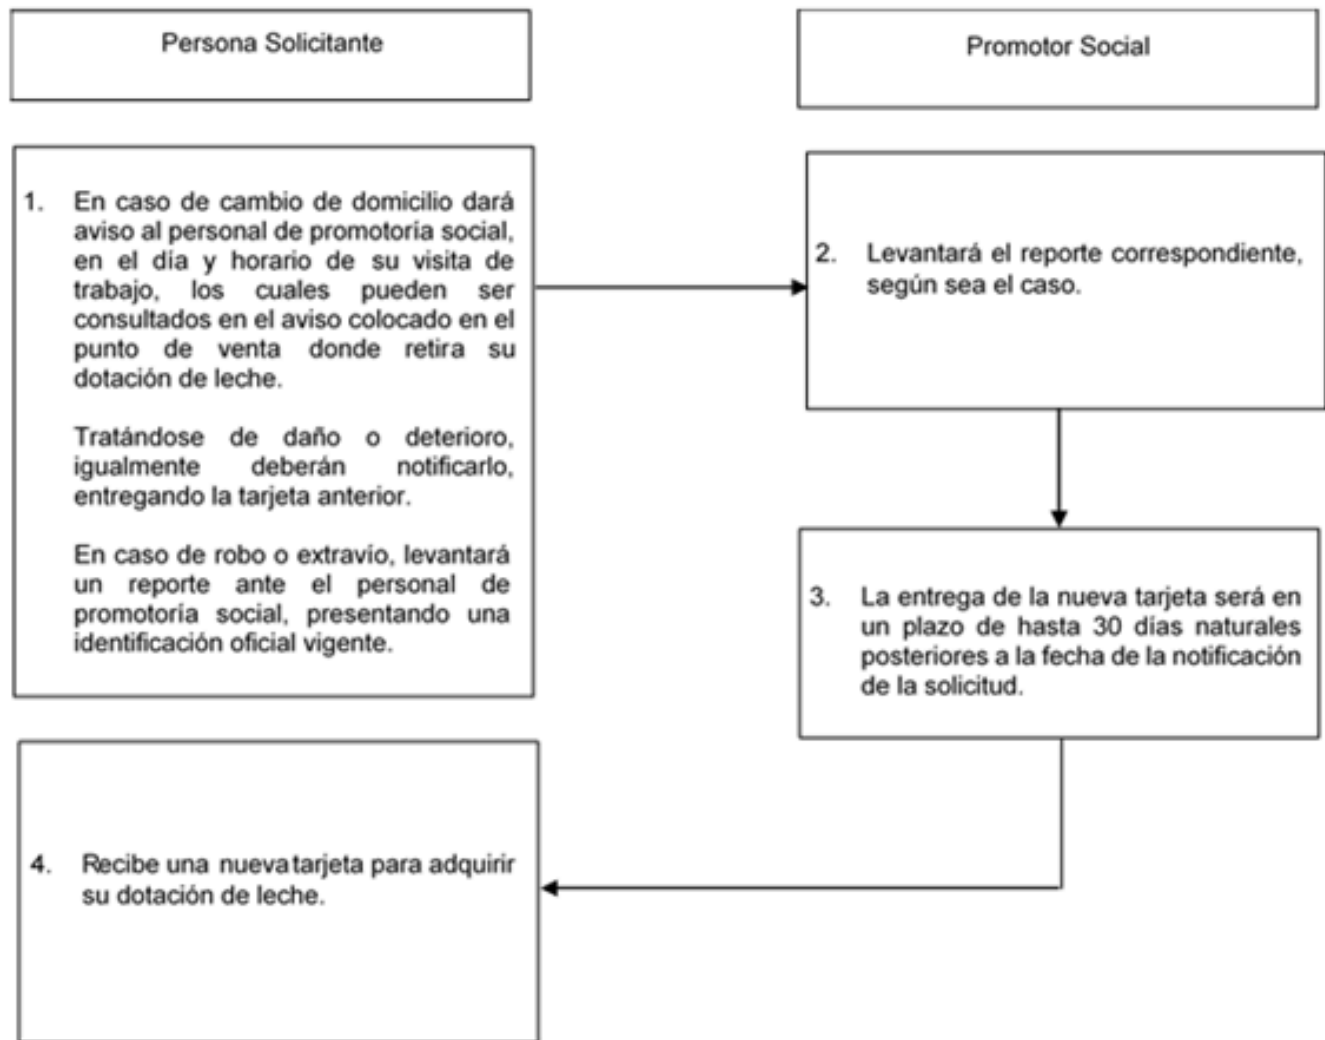 Persona Solicitante
Promotor Social
1. En caso de cambio de domicilio dará
aviso al personal de promotoría social,
en el día y horario de su visita de
trabajo, los cuales pueden ser
consultados en el aviso colocado en el
punto de venta donde retira su
dotación de leche.
Tratándose de daño o deterioro,
igualmente deberán notificarlo,
entregando la tarjeta anterior.
En caso de robo o extravío, levantará
un reporte ante el personal de
promotoría social, presentando una
identificación oficial vigente.
2. Levantará el reporte correspondiente,
según sea el caso.
3. La entrega de la nueva tarjeta será en
un plazo de hasta 30 días naturales
posteriores a la fecha de la notificación
de la solicitud.
4. Recibe una nueva tarjeta para adquirir
su dotación de leche.